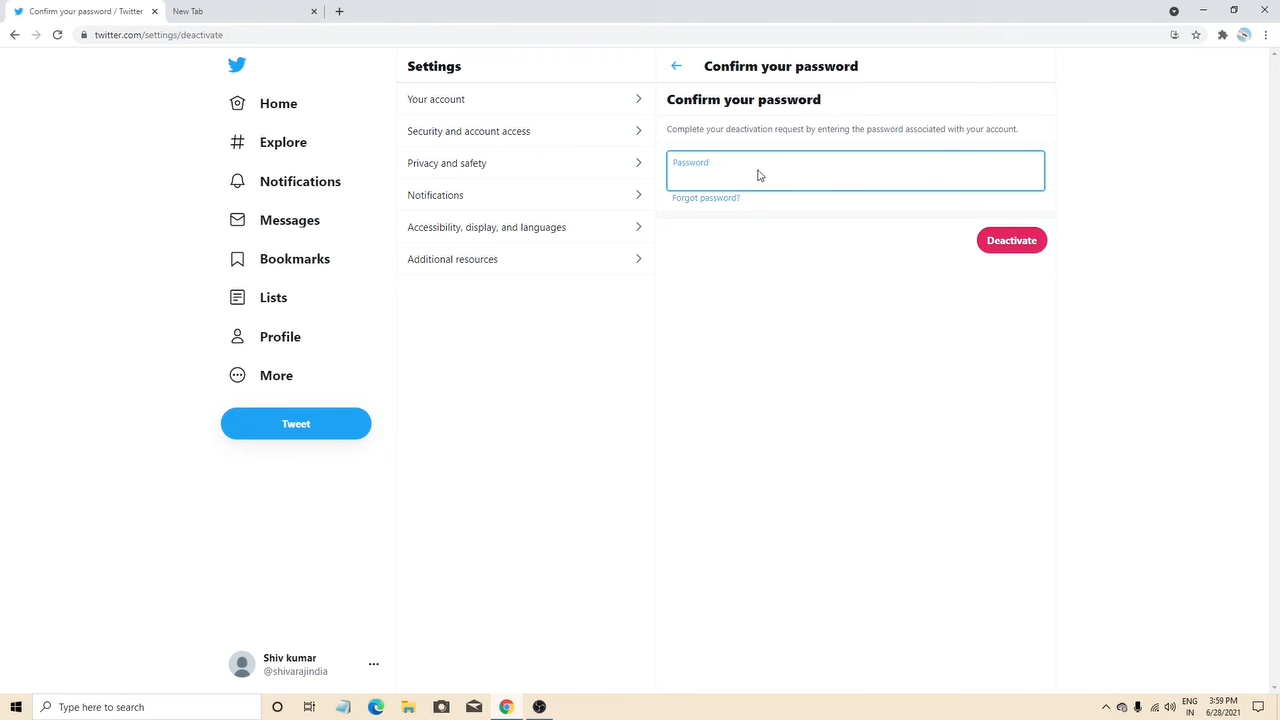 Confirm your password / Twitter
New Tab
twitter.com/settings/deactivate
Home
Explore
Notifications
Messages
Bookmarks
Lists
Profile
More
Tweet
Shiv kumar
@shivarajindia
Settings
Your account
Security and account access
Privacy and safety
Notifications
Accessibility, display, and languages
Additional resources
Confirm your password
Confirm your password
Complete your deactivation request by entering the password associated with your account.
Password
Forgot password?
Deactivate
Type here to search
ENG
IN
3:59 PM
6/28/2021